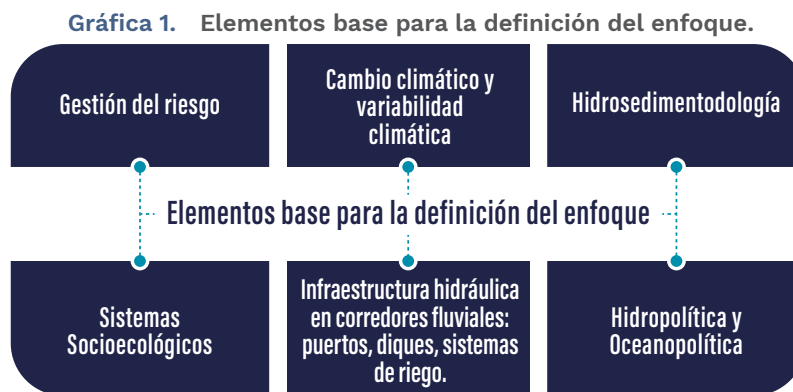 Gráfica 1. Elementos base para la definición del enfoque.
Gestión del riesgo
Cambio climático y
variabilidad
climática
Hidrosedimentodología
Elementos base para la definición del enfoque
Sistemas
Socioecológicos
Infraestructura hidráulica
en corredores fluviales:
puertos, diques, sistemas
de riego.
Hidropolítica y
Oceanopolítica